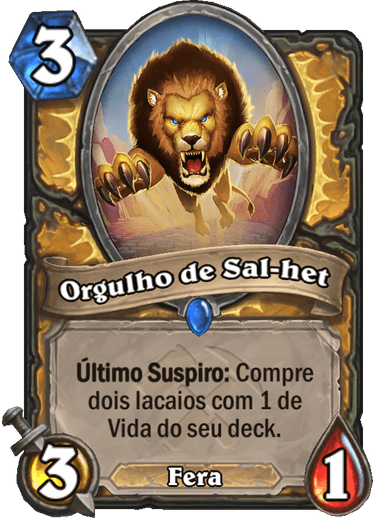 3
Orgulho de Sal-het
Último Suspiro: Compre
dois lacaios com 1 de
Vida do seu deck.
3
Fera
1